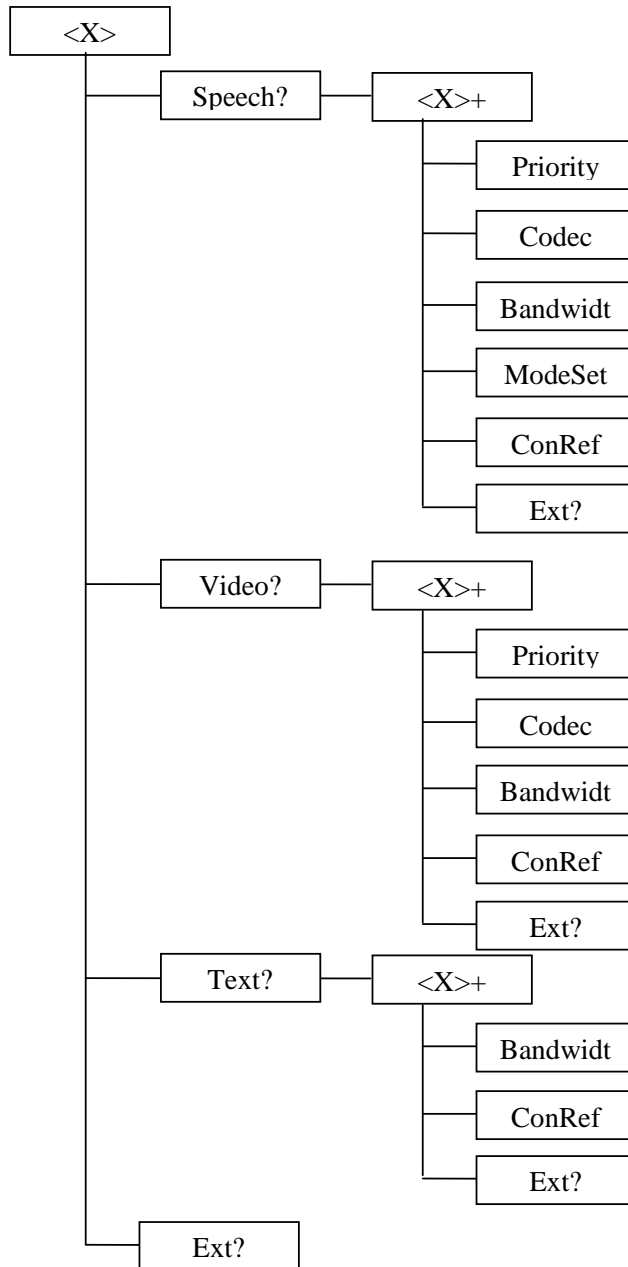 <X>
Speech?
<X>+
Priority
Codec
Bandwidt
ModeSet
ConRef
Ext?
Video?
<X>+
Priority
Codec
Bandwidt
ConRef
Ext?
Text?
<X>+
Bandwidt
ConRef
Ext?
Ext?